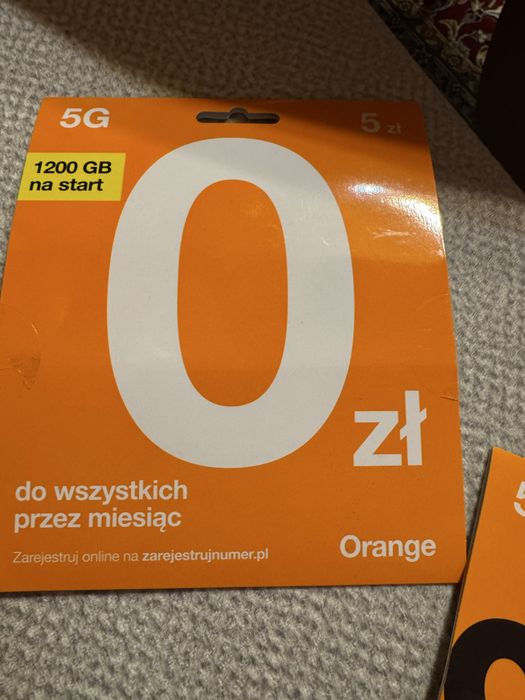 5G
5 zł
1200 GB
na start
0 zł
do wszystkich
przez miesiąc
Zarejestruj online na zarejestrujnumer.pl
Orange